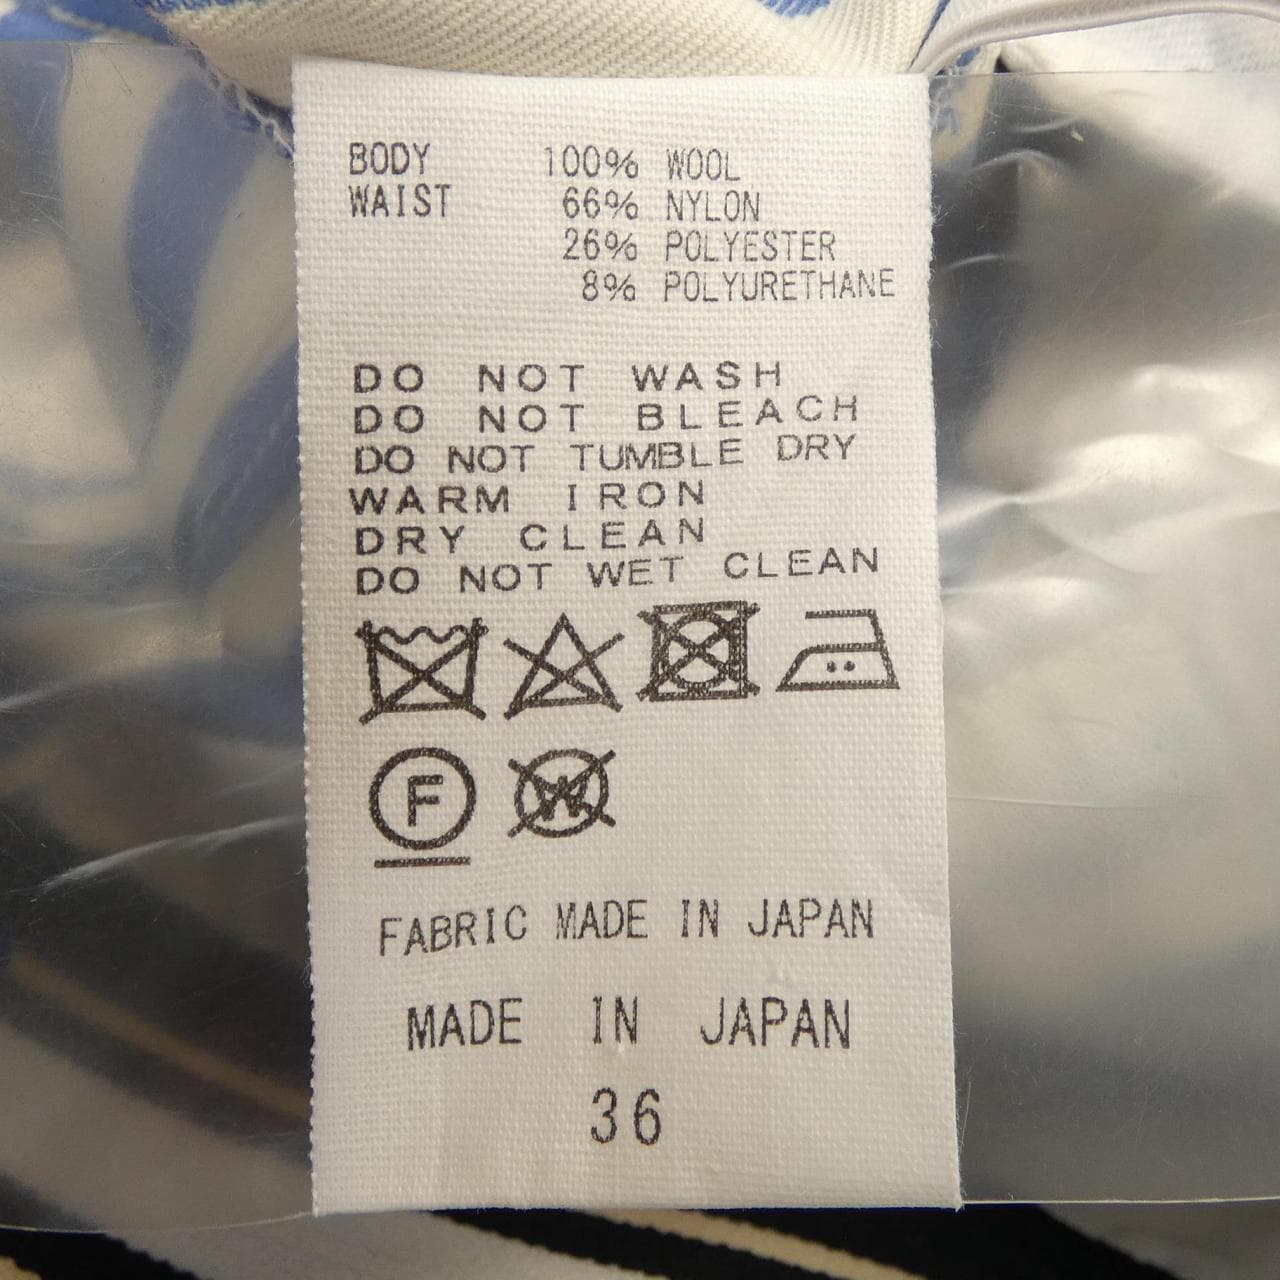 BODY 100% WOOL
WAIST 66% NYLON
26% POLYESTER
8% POLYURETHANE
DO NOT WASH
DO NOT BLEACH
DO NOT TUMBLE DRY
WARM IRON
DRY CLEAN
DO NOT WET CLEAN
F W
FABRIC MADE IN JAPAN
MADE IN JAPAN
36